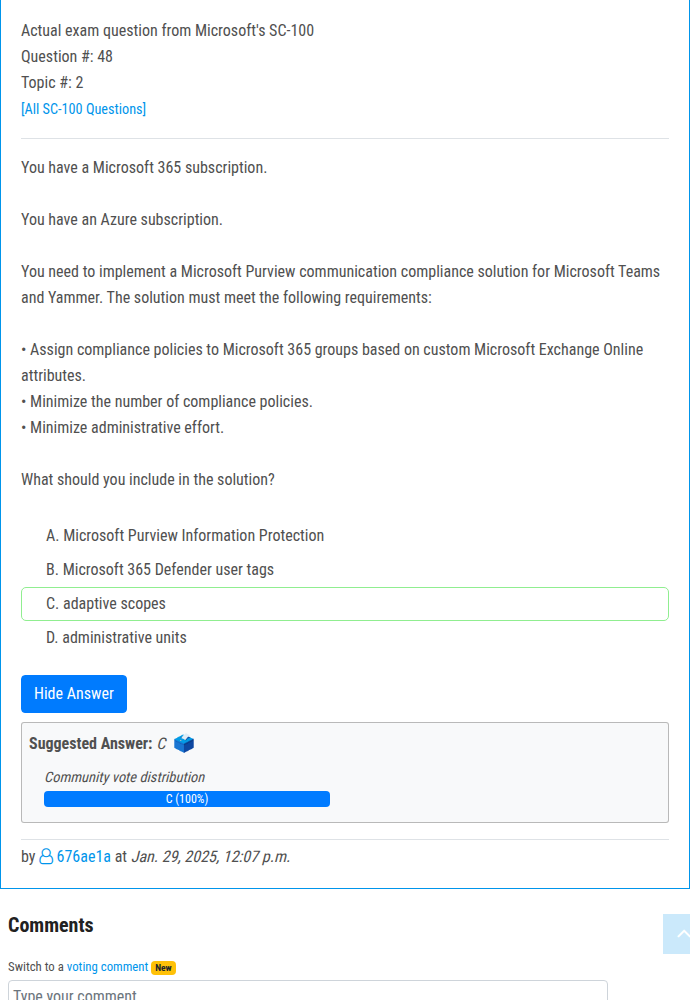 Actual exam question from Microsoft's SC-100
Question #: 48
Topic #: 2
[All SC-100 Questions]
You have a Microsoft 365 subscription.
You have an Azure subscription.
You need to implement a Microsoft Purview communication compliance solution for Microsoft Teams
and Yammer. The solution must meet the following requirements:
• Assign compliance policies to Microsoft 365 groups based on custom Microsoft Exchange Online
attributes.
• Minimize the number of compliance policies.
• Minimize administrative effort.
What should you include in the solution?
A. Microsoft Purview Information Protection
B. Microsoft 365 Defender user tags
C. adaptive scopes
D. administrative units
Hide Answer
Suggested Answer: C
Community vote distribution
C (100%)
by 676ae1a at Jan. 29, 2025, 12:07 p.m.
Comments
Switch to a voting comment New
Type your comment